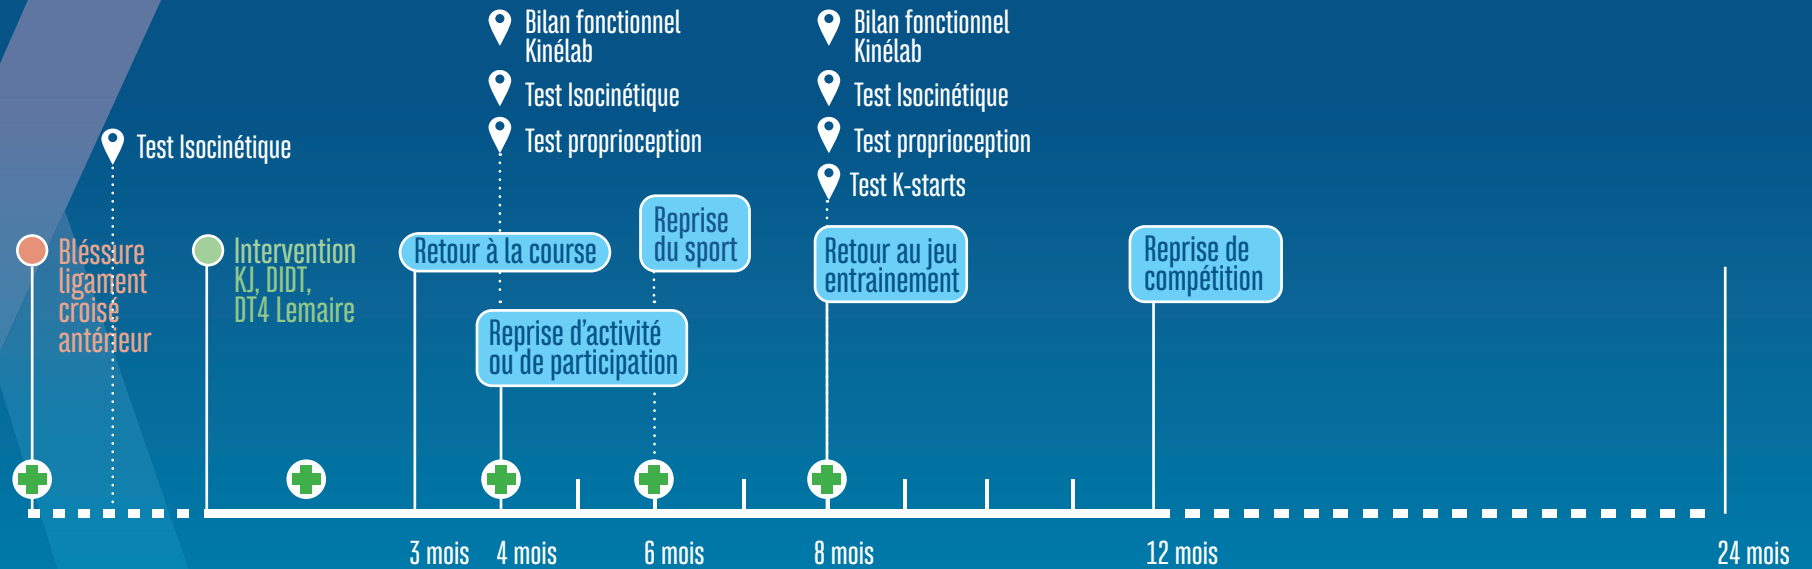 Bilan fonctionnel
Kinélab
Test Isocinétique
Test proprioception
Bilan fonctionnel
Kinélab
Test Isocinétique
Test proprioception
Test K-starts
Test Isocinétique
Bléssure
ligament
croisé
antérieur
Intervention
KJ, DIDT,
DT4 Lemaire
Retour à la course
Reprise d’activité
ou de participation
Reprise
du sport
Retour au jeu
entrainement
Reprise de
compétition
3 mois
4 mois
6 mois
8 mois
12 mois
24 mois